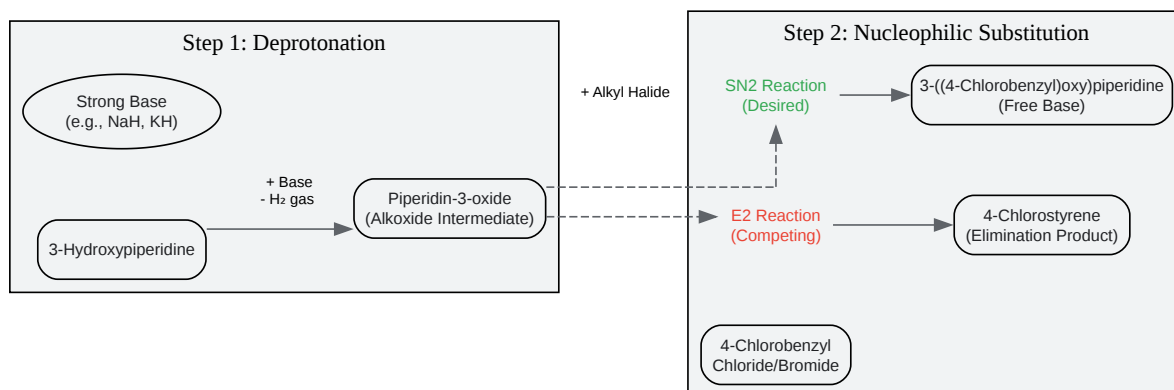 Step 1: Deprotonation
Strong Base
(e.g., NaH, KH)
+ Base
- H₂ gas
3-Hydroxypiperidine
Piperidin-3-oxide
(Alkoxide Intermediate)
+ Alkyl Halide
Step 2: Nucleophilic Substitution
SN2 Reaction
(Desired)
3-((4-Chlorobenzyl)oxy)piperidine
(Free Base)
E2 Reaction
(Competing)
4-Chlorostyrene
(Elimination Product)
4-Chlorobenzyl
Chloride/Bromide